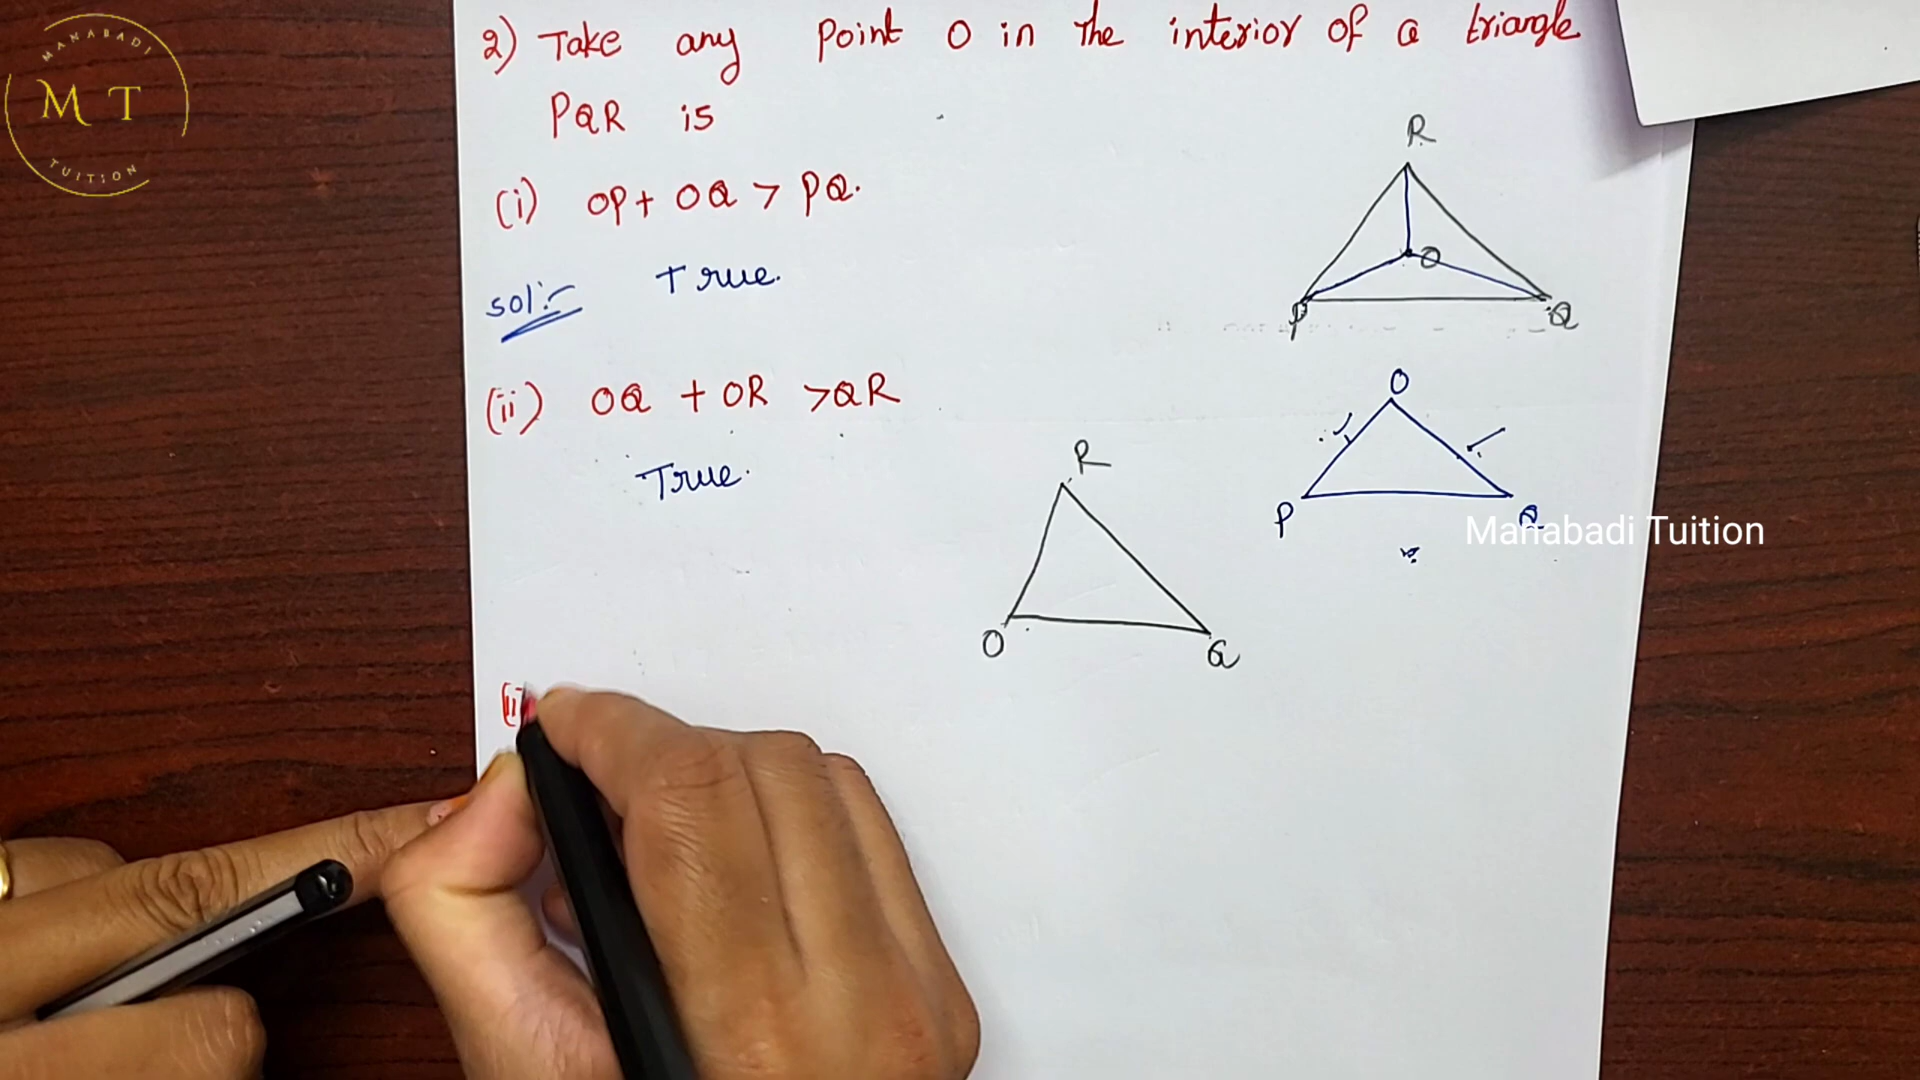 MANABADI
M T
TUITION
2) Take any point O in the interior of a triangle
PQR is
(i) OP + OQ > PQ.
sol:- True.
(ii) OQ + OR > QR
True.
R
O
P
Q
O
P
Q
R
O
Q
Manabadi Tuition